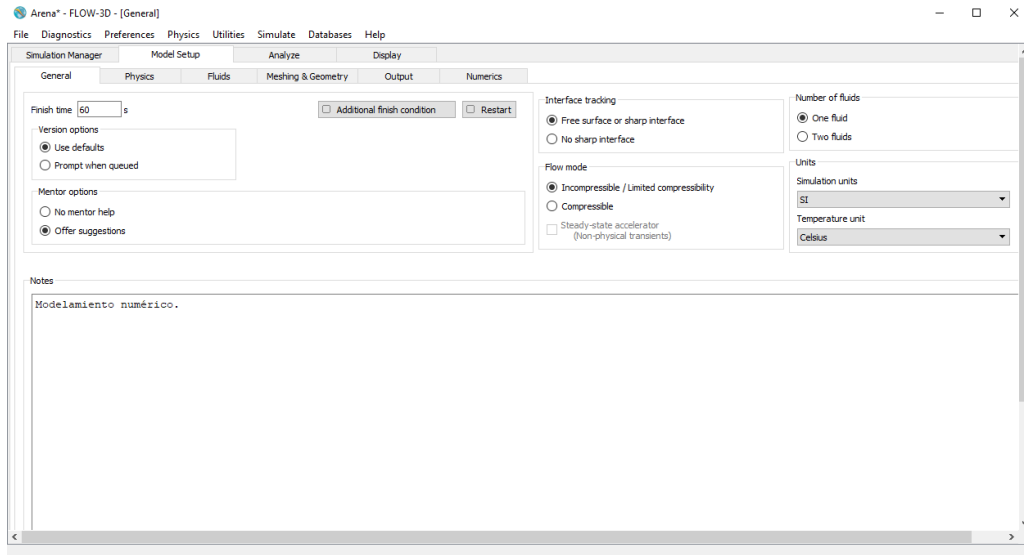 Arena* - FLOW-3D - [General]
File Diagnostics Preferences Physics Utilities Simulate Databases Help
Simulation Manager Model Setup Analyze Display
General Physics Fluids Meshing & Geometry Output Numerics
Finish time 60 s
Additional finish condition
Restart
Version options
Use defaults
Prompt when queued
Mentor options
No mentor help
Offer suggestions
Interface tracking
Free surface or sharp interface
No sharp interface
Flow mode
Incompressible / Limited compressibility
Compressible
Steady-state accelerator
(Non-physical transients)
Number of fluids
One fluid
Two fluids
Units
Simulation units
SI
Temperature unit
Celsius
Notes
Modelamiento numérico.